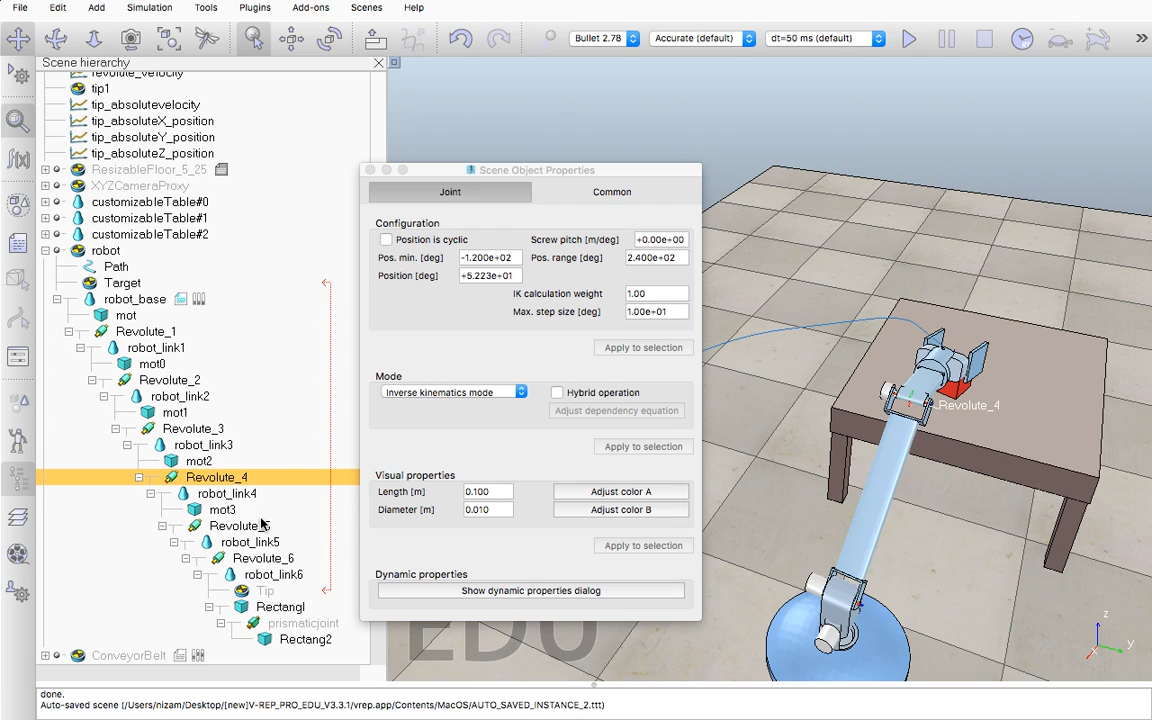 File Edit Add Simulation Tools Plugins Add-ons Scenes Help
Bullet 2.78 Accurate (default) dt=50 ms (default) »
Scene hierarchy
revolute_velocity
tip1
tip_absolutevelocity
tip_absoluteX_position
tip_absoluteY_position
tip_absoluteZ_position
ResizableFloor_5_25
XYZCameraProxy
customizableTable#0
customizableTable#1
customizableTable#2
robot
Path
Target
robot_base
mot
Revolute_1
robot_link1
mot0
Revolute_2
robot_link2
mot1
Revolute_3
robot_link3
mot2
Revolute_4
robot_link4
mot3
Revolute_5
robot_link5
Revolute_6
robot_link6
Tip
Rectangl
prismaticjoint
Rectang2
ConveyorBelt
Scene Object Properties
Joint Common
Configuration
Position is cyclic Screw pitch [m/deg] +0.00e+00
Pos. min. [deg] -1.200e+02 Pos. range [deg] 2.400e+02
Position [deg] +5.223e+01
IK calculation weight 1.00
Max. step size [deg] 1.00e+01
Apply to selection
Mode
Inverse kinematics mode Hybrid operation
Adjust dependency equation
Apply to selection
Visual properties
Length [m] 0.100 Adjust color A
Diameter [m] 0.010 Adjust color B
Apply to selection
Dynamic properties
Show dynamic properties dialog
Revolute_4
EDU
z
y
x
done.
Auto-saved scene (/Users/nizam/Desktop/[new]V-REP_PRO_EDU_V3.3.1/vrep.app/Contents/MacOS/AUTO_SAVED_INSTANCE_2.ttt)